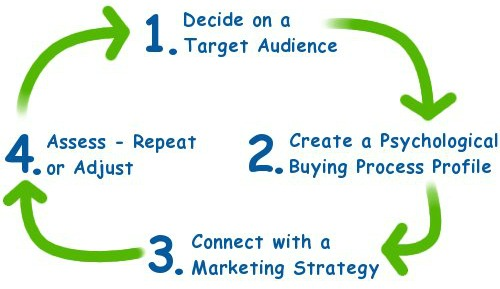 1. Decide on a
Target Audience
2. Create a Psychological
Buying Process Profile
3. Connect with a
Marketing Strategy
4. Assess - Repeat
or Adjust